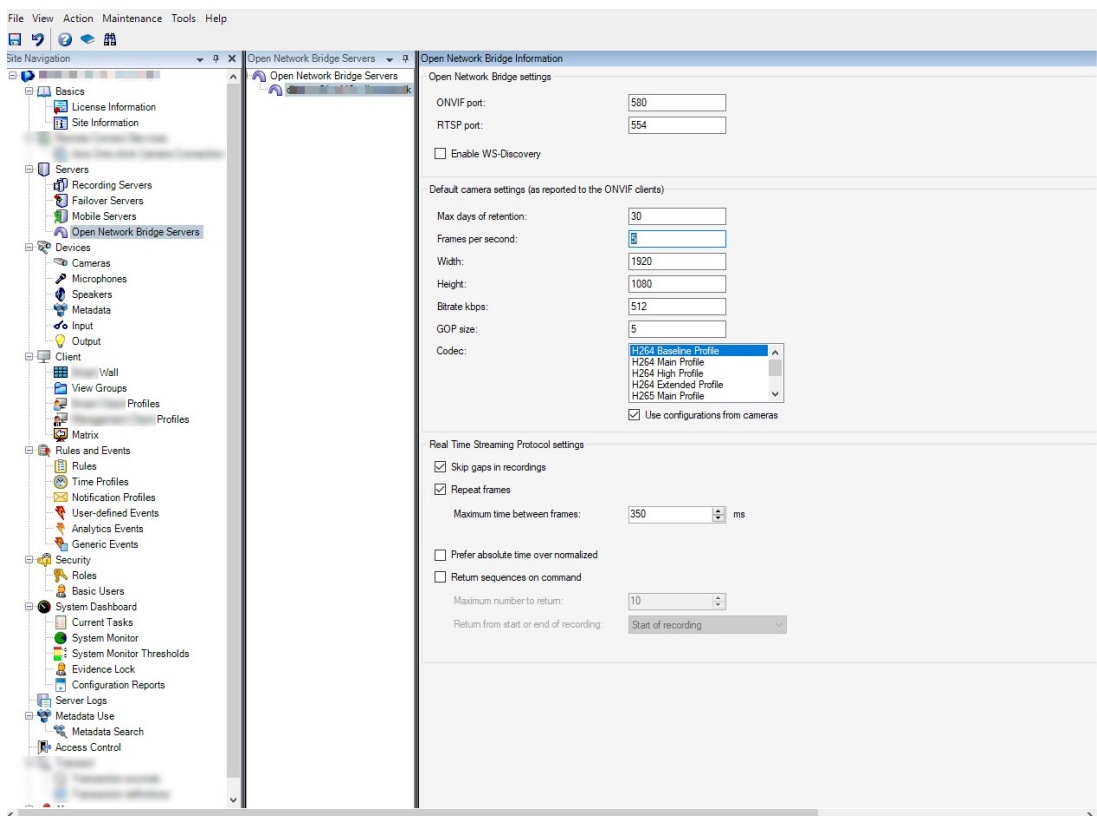 File View Action Maintenance Tools Help
Site Navigation
Basics
License Information
Site Information
Servers
Recording Servers
Failover Servers
Mobile Servers
Open Network Bridge Servers
Devices
Cameras
Microphones
Speakers
Metadata
Input
Output
Client
Wall
View Groups
Profiles
Profiles
Matrix
Rules and Events
Rules
Time Profiles
Notification Profiles
User-defined Events
Analytics Events
Generic Events
Security
Roles
Basic Users
System Dashboard
Current Tasks
System Monitor
System Monitor Thresholds
Evidence Lock
Configuration Reports
Server Logs
Metadata Use
Metadata Search
Access Control
Open Network Bridge Servers
Open Network Bridge Servers
Open Network Bridge Information
Open Network Bridge settings
ONVIF port: 580
RTSP port: 554
Enable WS-Discovery
Default camera settings (as reported to the ONVIF clients)
Max days of retention: 30
Frames per second: 5
Width: 1920
Height: 1080
Bitrate kbps: 512
GOP size: 5
Codec: H264 Baseline Profile
H264 Main Profile
H264 High Profile
H264 Extended Profile
H265 Main Profile
Use configurations from cameras
Real Time Streaming Protocol settings
Skip gaps in recordings
Repeat frames
Maximum time between frames: 350 ms
Prefer absolute time over normalized
Return sequences on command
Maximum number to return: 10
Return from start or end of recording: Start of recording